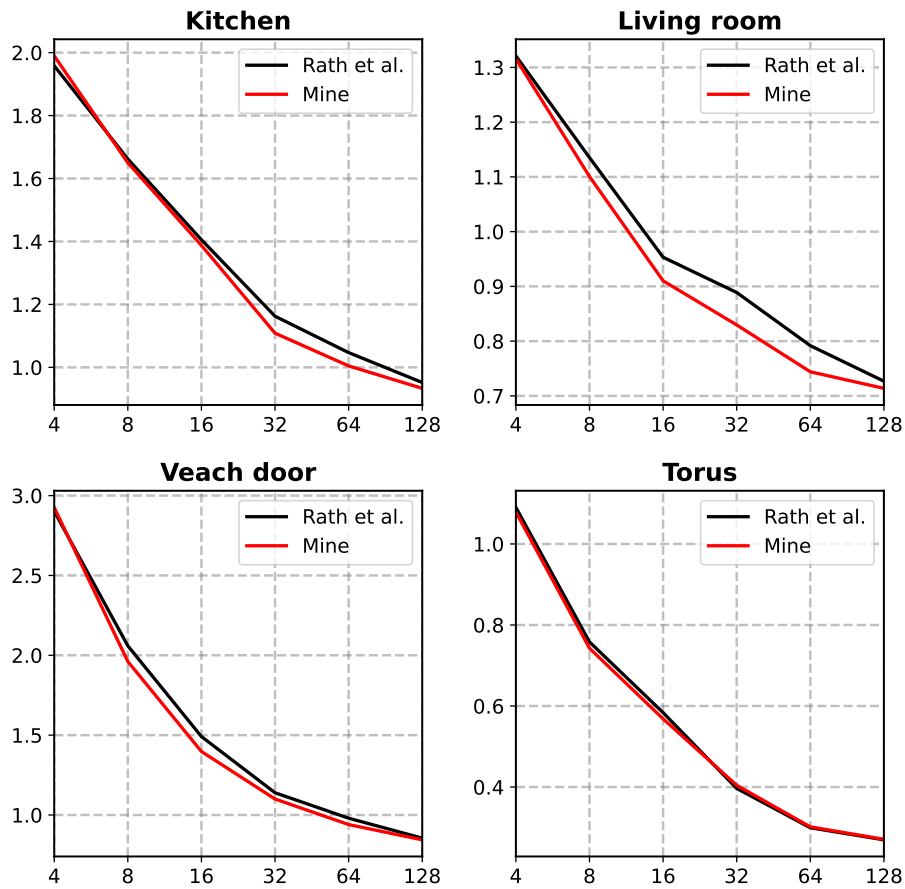 Kitchen
Rath et al.
Mine
2.0
1.8
1.6
1.4
1.2
1.0
4 8 16 32 64 128
Living room
Rath et al.
Mine
1.3
1.2
1.1
1.0
0.9
0.8
0.7
4 8 16 32 64 128
Veach door
Rath et al.
Mine
3.0
2.5
2.0
1.5
1.0
4 8 16 32 64 128
Torus
Rath et al.
Mine
1.0
0.8
0.6
0.4
4 8 16 32 64 128